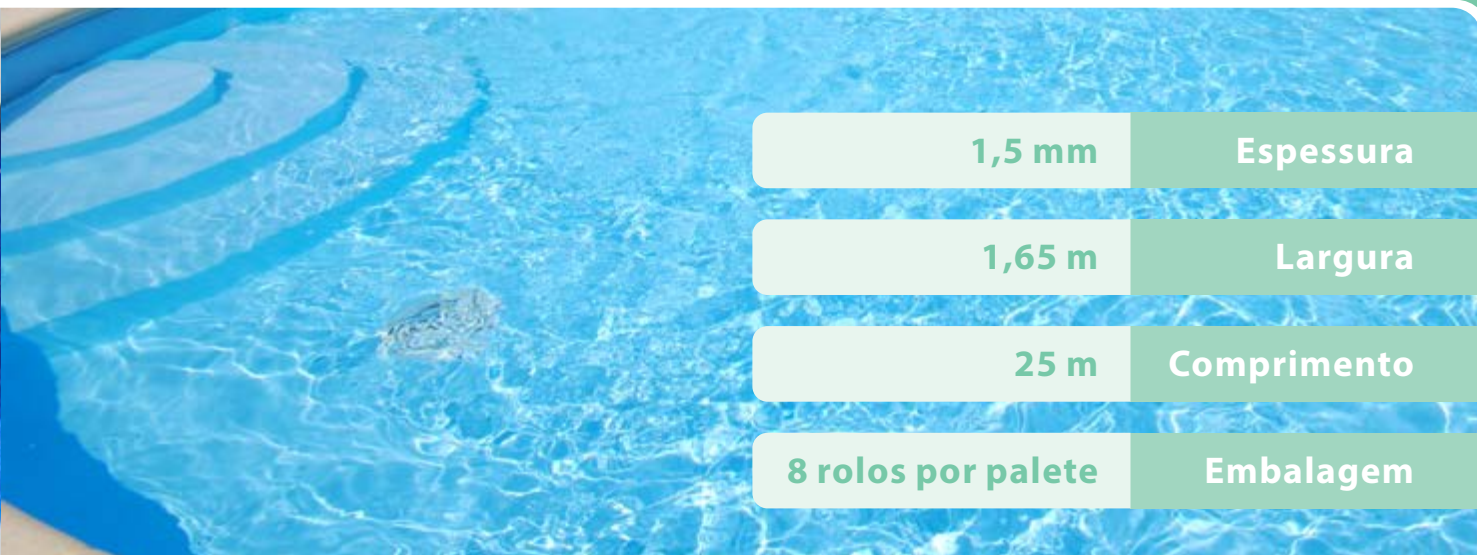 1,5 mm Espessura
1,65 m Largura
25 m Comprimento
8 rolos por palete Embalagem